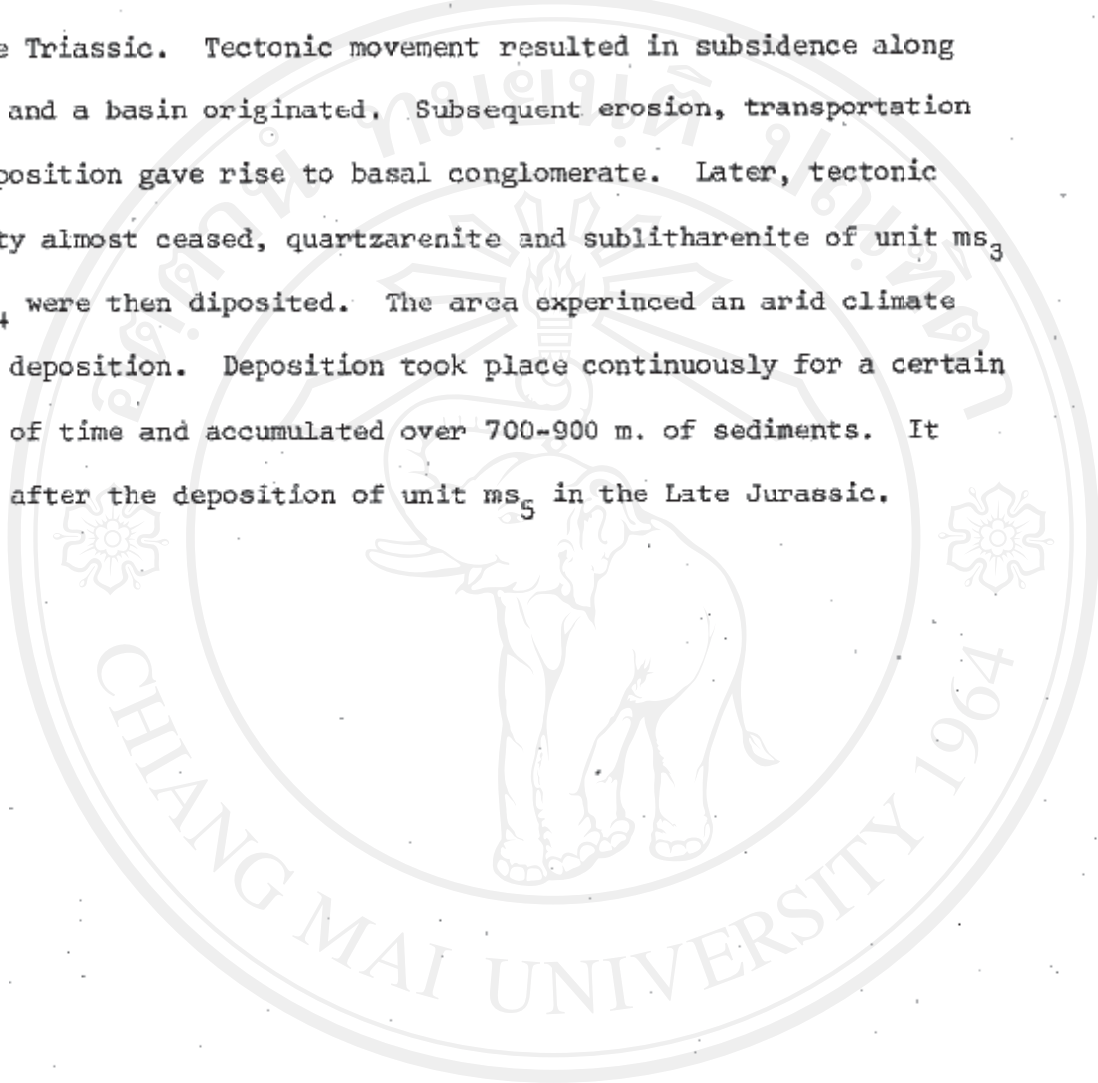 e Triassic. Tectonic movement resulted in subsidence along
and a basin originated. Subsequent erosion, transportation
position gave rise to basal conglomerate. Later, tectonic
ty almost ceased, quartzarenite and sublitharenite of unit ms₃
₄ were then diposited. The area experinced an arid climate
deposition. Deposition took place continuously for a certain
of time and accumulated over 700-900 m. of sediments. It
after the deposition of unit ms₅ in the Late Jurassic.
CHIANG MAI UNIVERSITY 1964